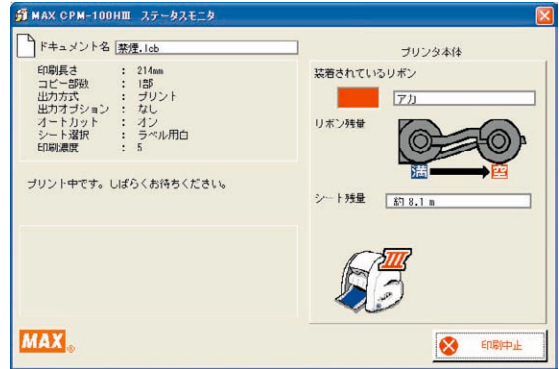 MAX CPM-100HⅢ ステータスモニタ
ドキュメント名 禁煙.lcb
印刷長さ : 214mm
コピー部数 : 1部
出力方式 : プリント
出力オプション : なし
オートカット : オン
シート選択 : ラベル用白
印刷濃度 : 5
プリント中です。しばらくお待ちください。
プリンタ本体
装着されているリボン
アカ
リボン残量
満 空
シート残量 約 8.1 m
Ⅲ
MAX®
印刷中止